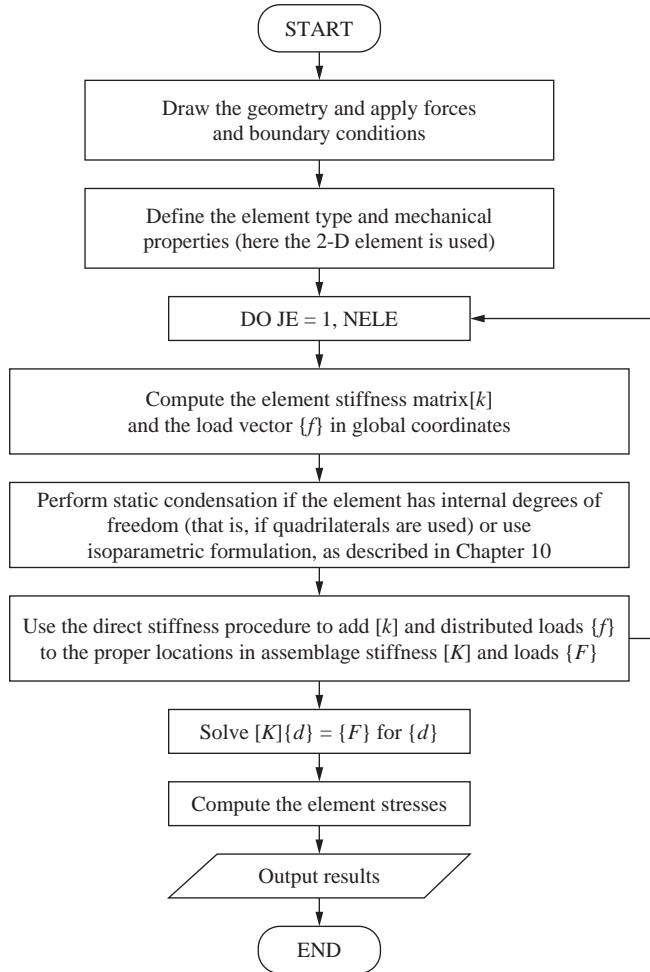 START
Draw the geometry and apply forces
and boundary conditions
Define the element type and mechanical
properties (here the 2-D element is used)
DO JE = 1, NELE
Compute the element stiffness matrix[k]
and the load vector {f} in global coordinates
Perform static condensation if the element has internal degrees of
freedom (that is, if quadrilaterals are used) or use
isoparametric formulation, as described in Chapter 10
Use the direct stiffness procedure to add [k] and distributed loads {f}
to the proper locations in assemblage stiffness [K] and loads {F}
Solve [K]{d} = {F} for {d}
Compute the element stresses
Output results
END